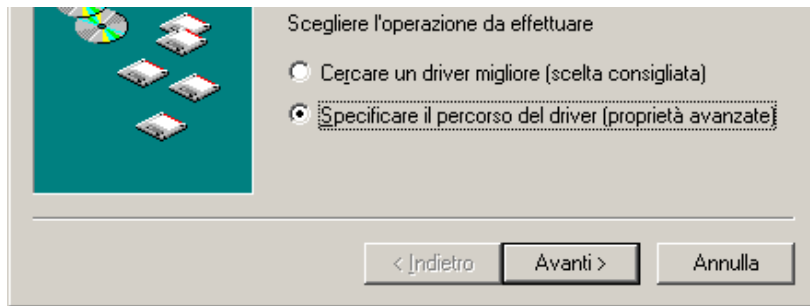 Scegliere l'operazione da effettuare
Cercare un driver migliore (scelta consigliata)
Specificare il percorso del driver (proprietà avanzate)
< Indietro
Avanti >
Annulla